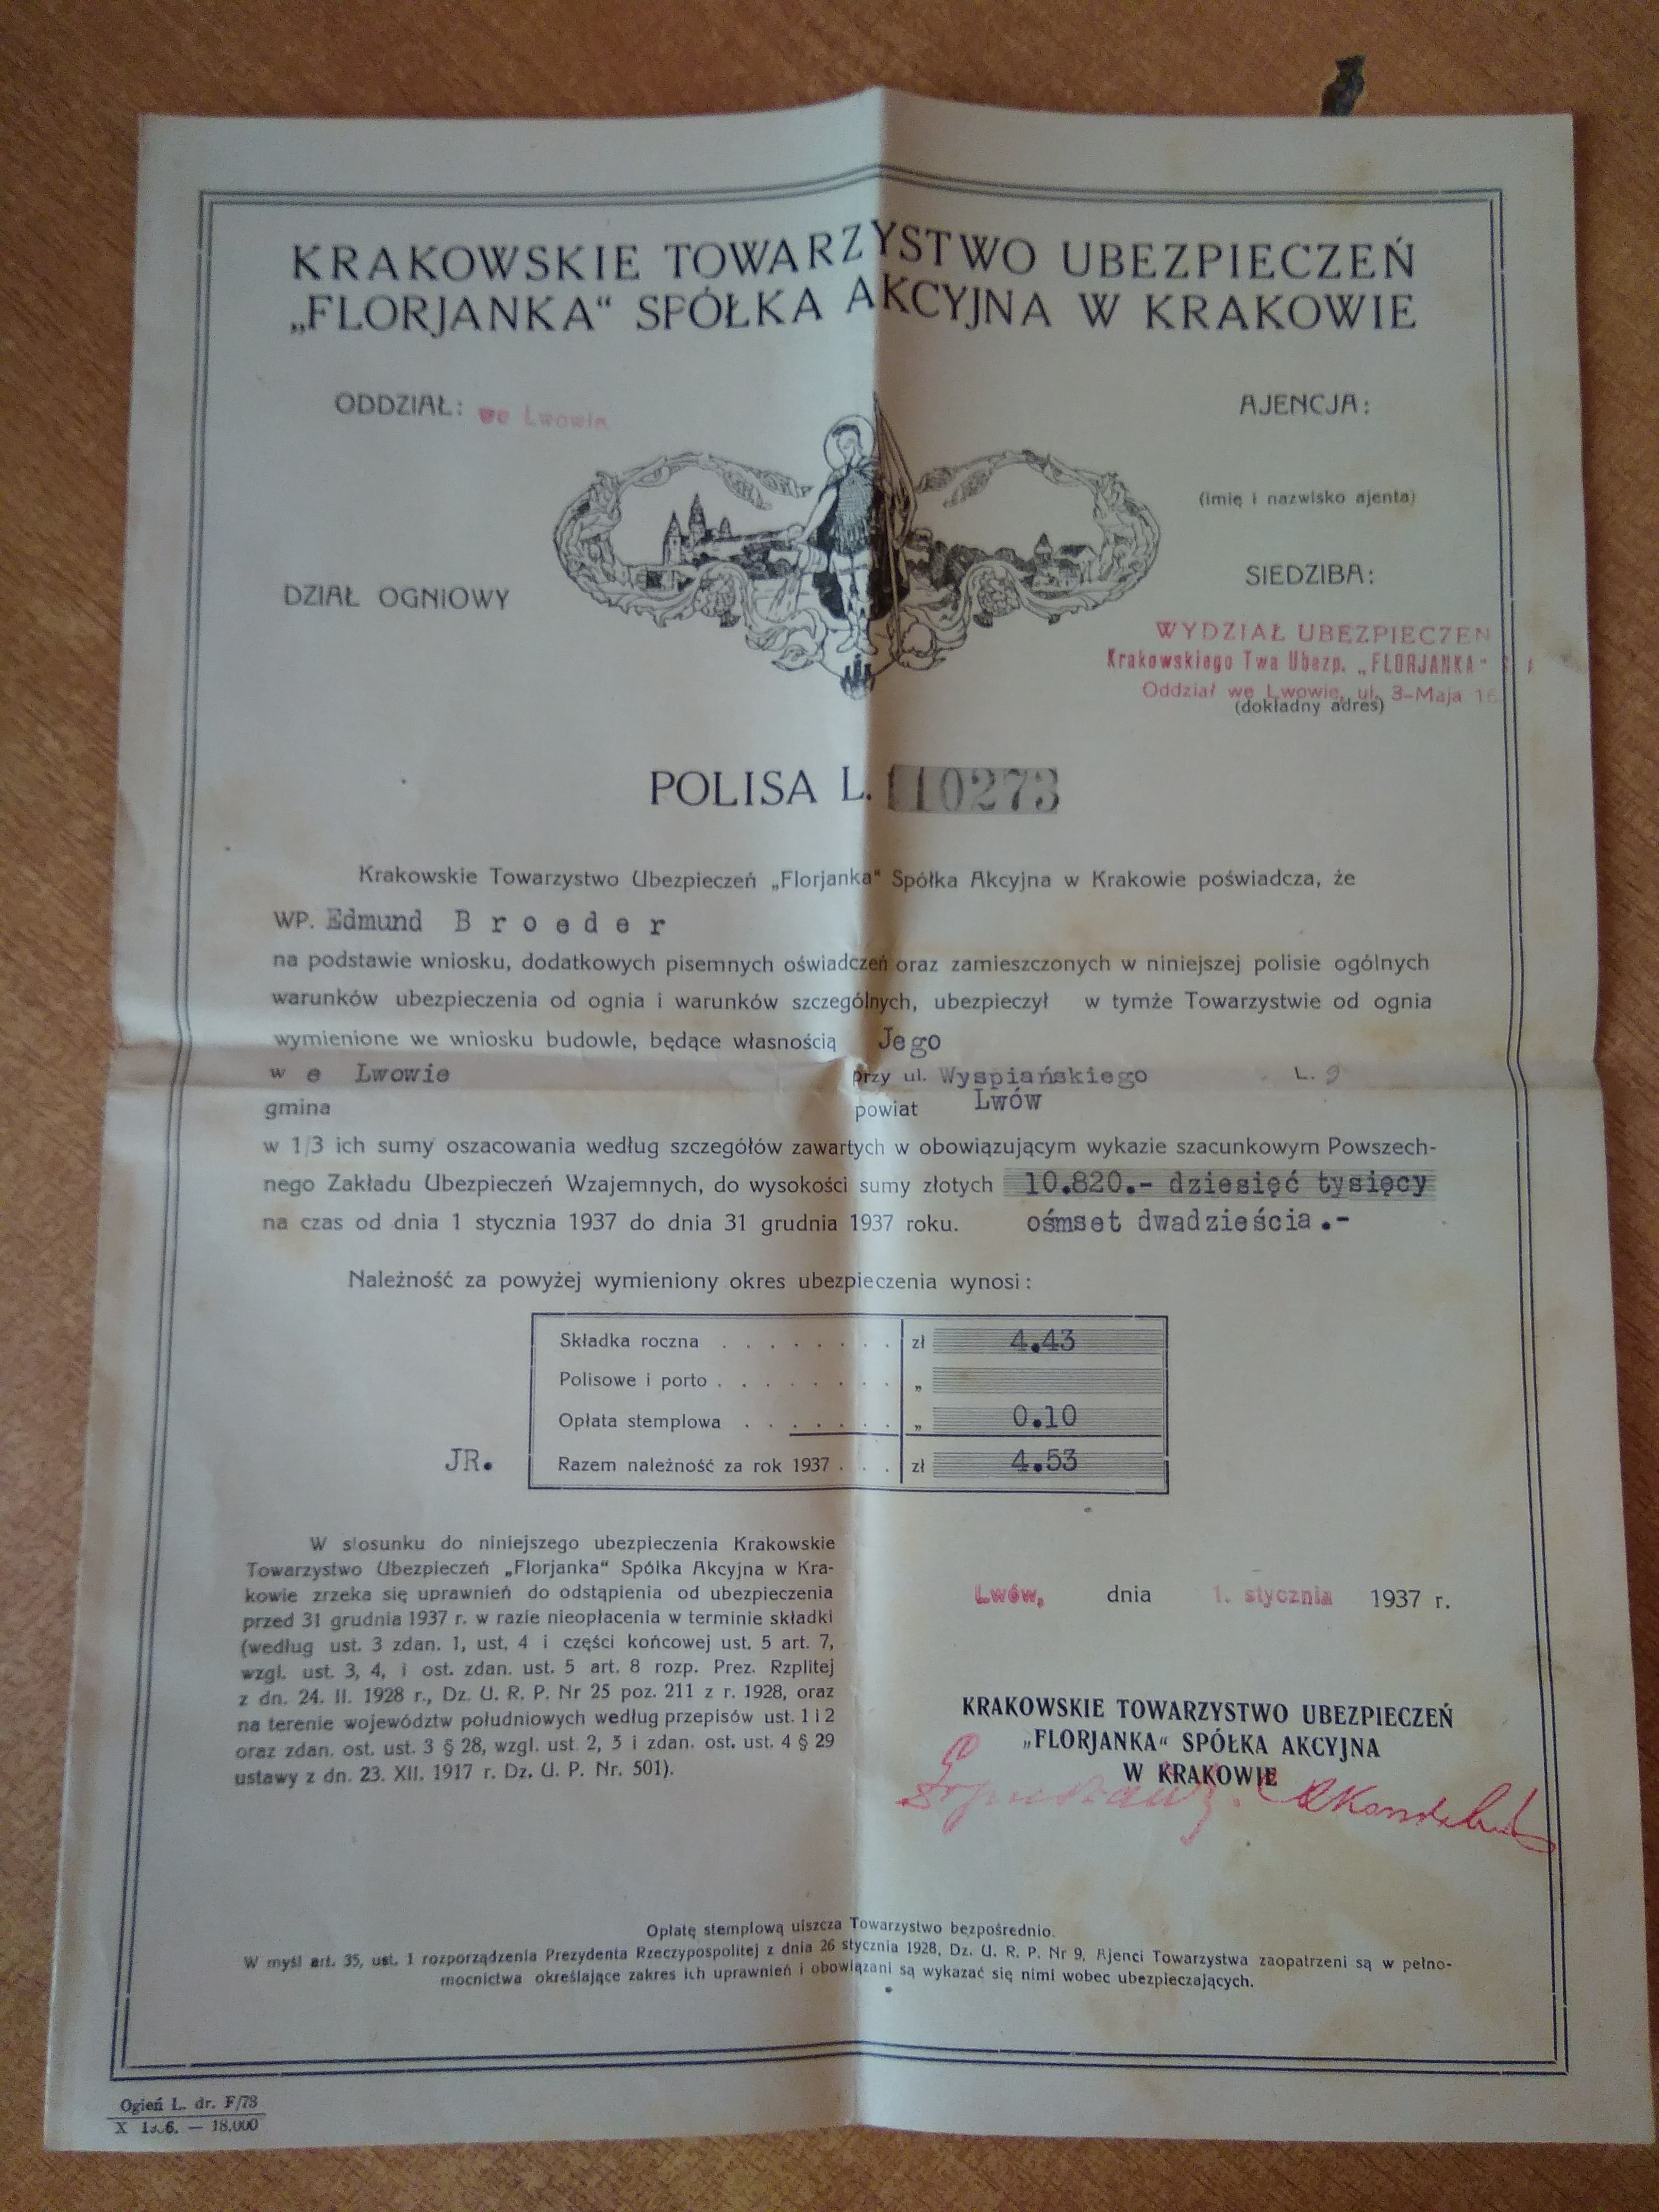 KRAKOWSKIE TOWARZYSTWO UBEZPIECZEŃ
„FLORJANKA“ SPÓŁKA AKCYJNA W KRAKOWIE
ODDZIAŁ: we Lwowie
AJENCJA:
(imię i nazwisko ajenta)
DZIAŁ OGNIOWY
SIEDZIBA:
WYDZIAŁ UBEZPIECZEŃ
Krakowskiego Twa Ubezp. „FLORJANKA“
Oddział we Lwowie, ul. 3-Maja 16
(dokładny adres)
POLISA L. 110273
Krakowskie Towarzystwo Ubezpieczeń „Florjanka“ Spółka Akcyjna w Krakowie poświadcza, że
WP. Edmund Broeder
na podstawie wniosku, dodatkowych pisemnych oświadczeń oraz zamieszczonych w niniejszej polisie ogólnych
warunków ubezpieczenia od ognia i warunków szczególnych, ubezpieczył w tymże Towarzystwie od ognia
wymienione we wniosku budowle, będące własnością Jego
w e Lwowie przy ul. Wyspiańskiego L. 9
gmina powiat Lwów
w 1/3 ich sumy oszacowania według szczegółów zawartych w obowiązującym wykazie szacunkowym Powszech-
nego Zakładu Ubezpieczeń Wzajemnych, do wysokości sumy złotych 10.820.- dziesięć tysięcy
na czas od dnia 1 stycznia 1937 do dnia 31 grudnia 1937 roku. ośmset dwadzieścia.-
Należność za powyżej wymieniony okres ubezpieczenia wynosi:
Składka roczna . . . . . . . . zł 4.43
Polisowe i porto . . . . . . . . „
Opłata stemplowa . . . . . . . „ 0.10
JR. Razem należność za rok 1937 . . . zł 4.53
W stosunku do niniejszego ubezpieczenia Krakowskie
Towarzystwo Ubezpieczeń „Florjanka“ Spółka Akcyjna w Kra-
kowie zrzeka się uprawnień do odstąpienia od ubezpieczenia
przed 31 grudnia 1937 r. w razie nieopłacenia w terminie składki
(według ust. 3 zdan. 1, ust. 4 i części końcowej ust. 5 art. 7,
wzgl. ust. 3, 4, i ost. zdan. ust. 5 art. 8 rozp. Prez. Rzplitej
z dn. 24. II. 1928 r., Dz. U. R. P. Nr 25 poz. 211 z r. 1928, oraz
na terenie województw południowych według przepisów ust. 1 i 2
oraz zdan. ost. ust. 3 § 28, wzgl. ust. 2, 3 i zdan. ost. ust. 4 § 29
ustawy z dn. 23. XII. 1917 r. Dz. U. P. Nr. 501).
Lwów, dnia 1. stycznia 1937 r.
KRAKOWSKIE TOWARZYSTWO UBEZPIECZEŃ
„FLORJANKA“ SPÓŁKA AKCYJNA
W KRAKOWIE
Opłatę stemplową uiszcza Towarzystwo bezpośrednio.
W myśl art. 35, ust. 1 rozporządzenia Prezydenta Rzeczypospolitej z dnia 26 stycznia 1928, Dz. U. R. P. Nr 9, Ajenci Towarzystwa zaopatrzeni są w pełno-
mocnictwa określające zakres ich uprawnień i obowiązani są wykazać się nimi wobec ubezpieczających.
Ogień L. dr. F/73
X — 18.000